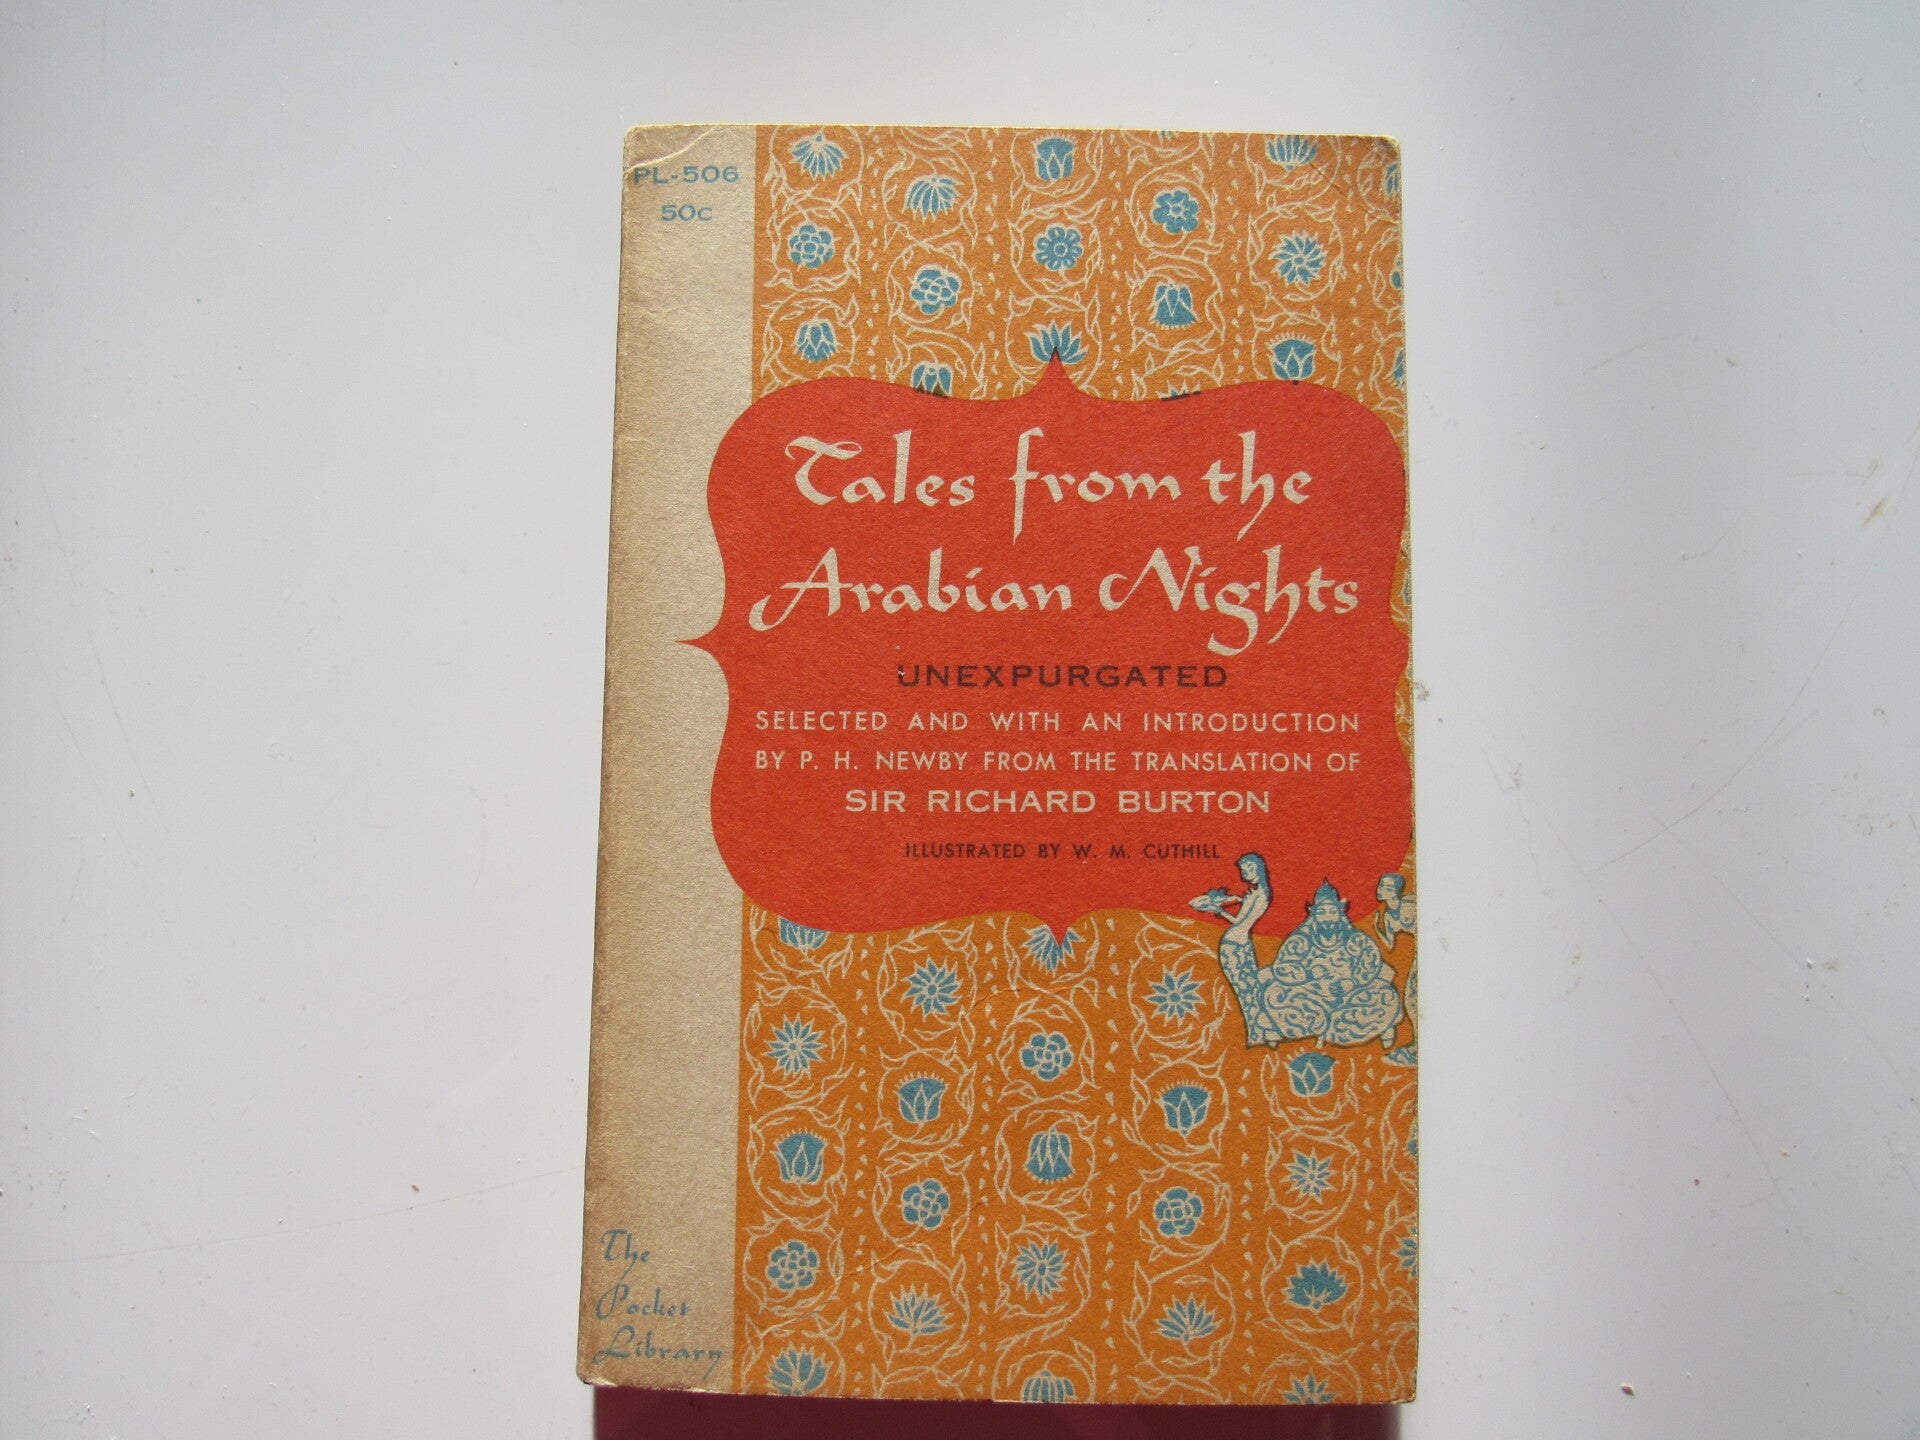 PL-506
50c
Tales from the
Arabian Nights
UNEXPURGATED
SELECTED AND WITH AN INTRODUCTION
BY P. H. NEWBY FROM THE TRANSLATION OF
SIR RICHARD BURTON
ILLUSTRATED BY W. M. CUTHILL
The
Pocket
Library